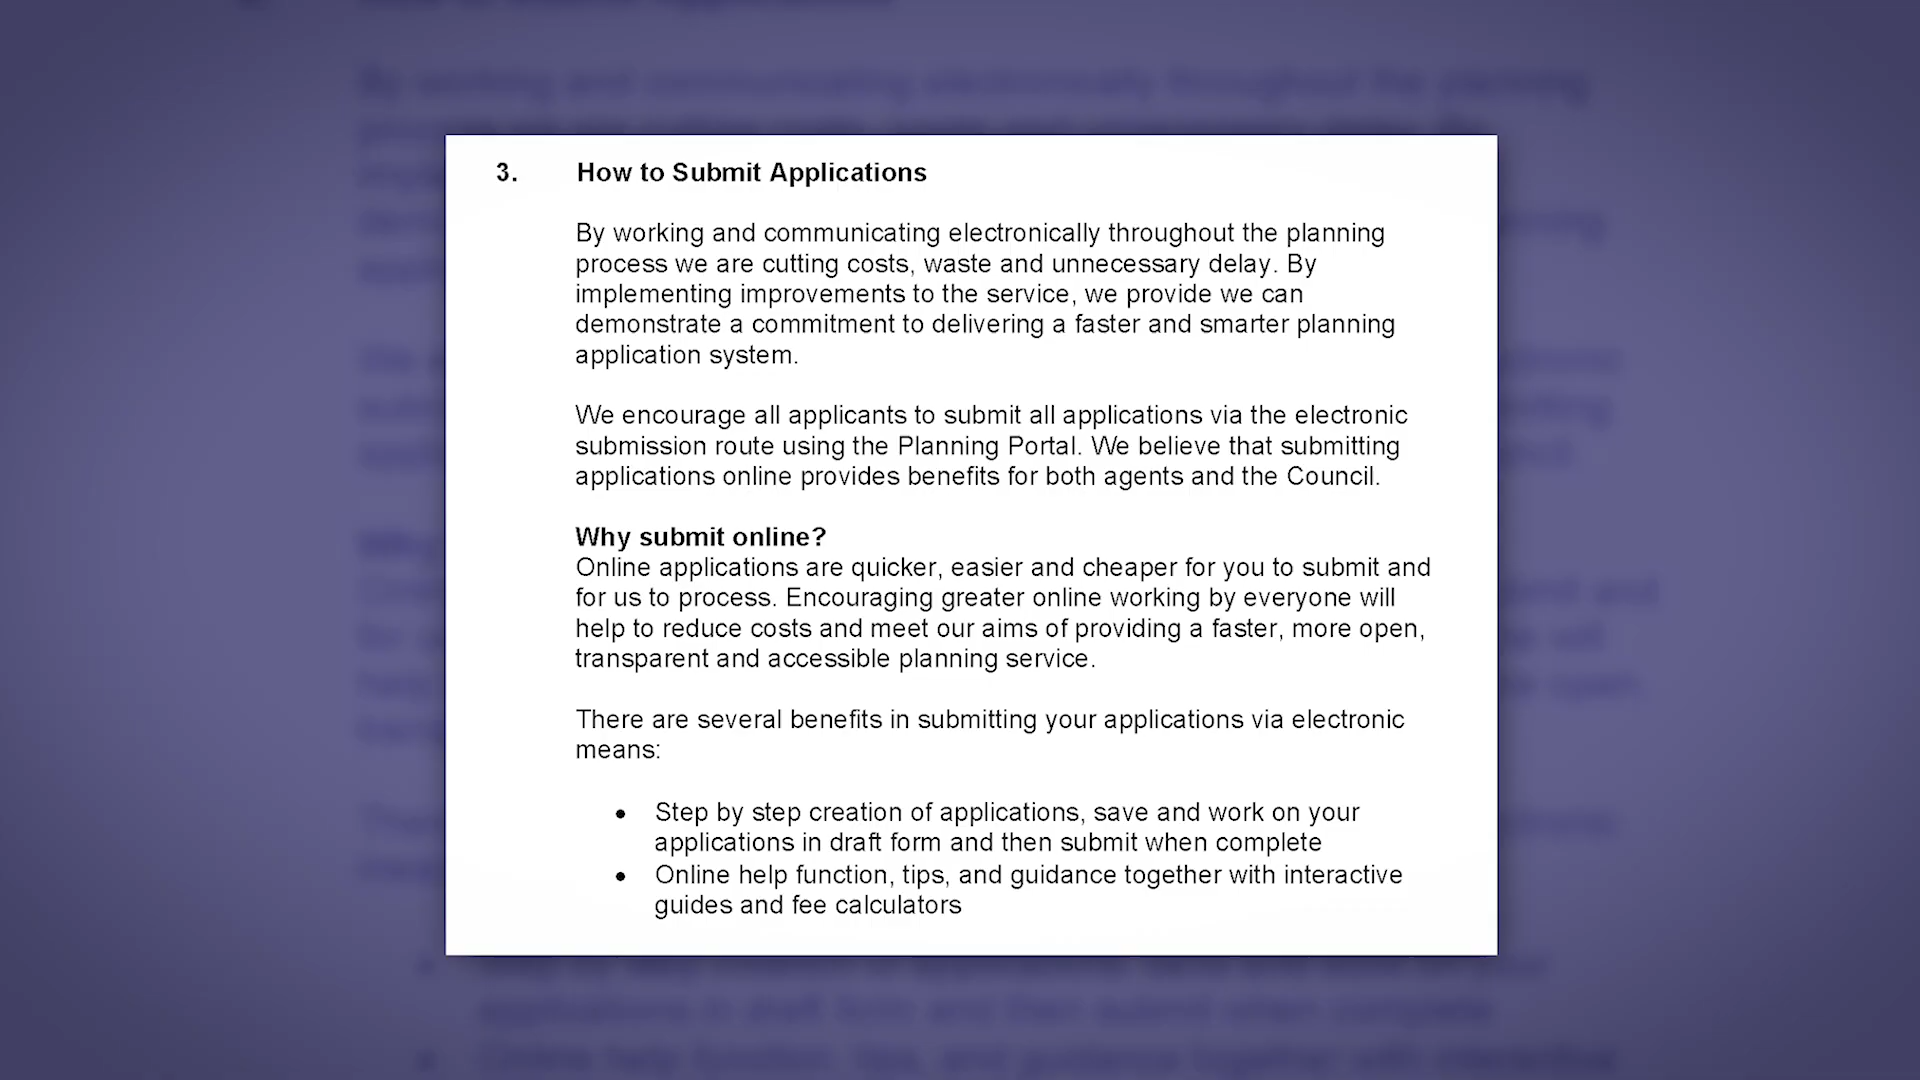 3. How to Submit Applications
By working and communicating electronically throughout the planning
process we are cutting costs, waste and unnecessary delay. By
implementing improvements to the service, we provide we can
demonstrate a commitment to delivering a faster and smarter planning
application system.
We encourage all applicants to submit all applications via the electronic
submission route using the Planning Portal. We believe that submitting
applications online provides benefits for both agents and the Council.
Why submit online?
Online applications are quicker, easier and cheaper for you to submit and
for us to process. Encouraging greater online working by everyone will
help to reduce costs and meet our aims of providing a faster, more open,
transparent and accessible planning service.
There are several benefits in submitting your applications via electronic
means:
• Step by step creation of applications, save and work on your
applications in draft form and then submit when complete
• Online help function, tips, and guidance together with interactive
guides and fee calculators